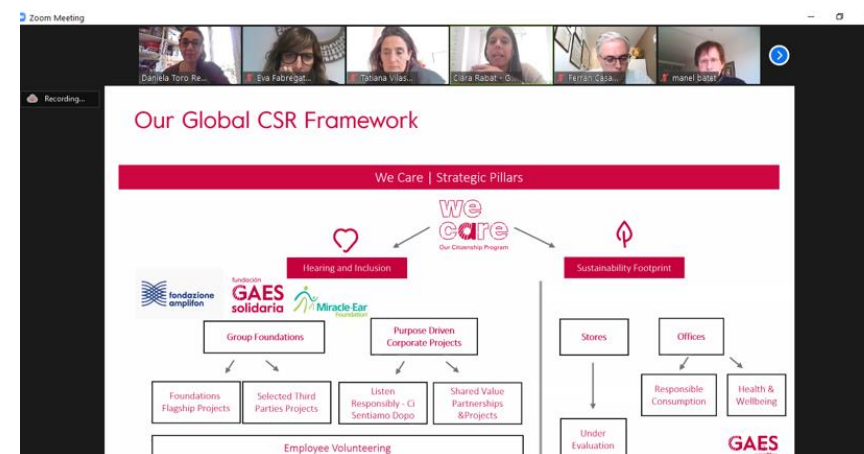 Zoom Meeting
Daniela Toro Re...
Eva Fabregat...
Tatiana Vilas...
Clara Rabat - G...
Ferran Casa...
manel batet
Recording...
Our Global CSR Framework
We Care | Strategic Pillars
we
care
Our Citizenship Program
Hearing and Inclusion
Sustainability Footprint
fondazione
amplifon
fundación
GAES
solidaria
Miracle-Ear
Foundation
Group Foundations
Purpose Driven
Corporate Projects
Stores
Offices
Foundations
Flagship Projects
Selected Third
Parties Projects
Listen
Responsibly - Ci
Sentiamo Dopo
Shared Value
Partnerships
&Projects
Responsible
Consumption
Health &
Wellbeing
Under
Evaluation
Employee Volunteering
GAES